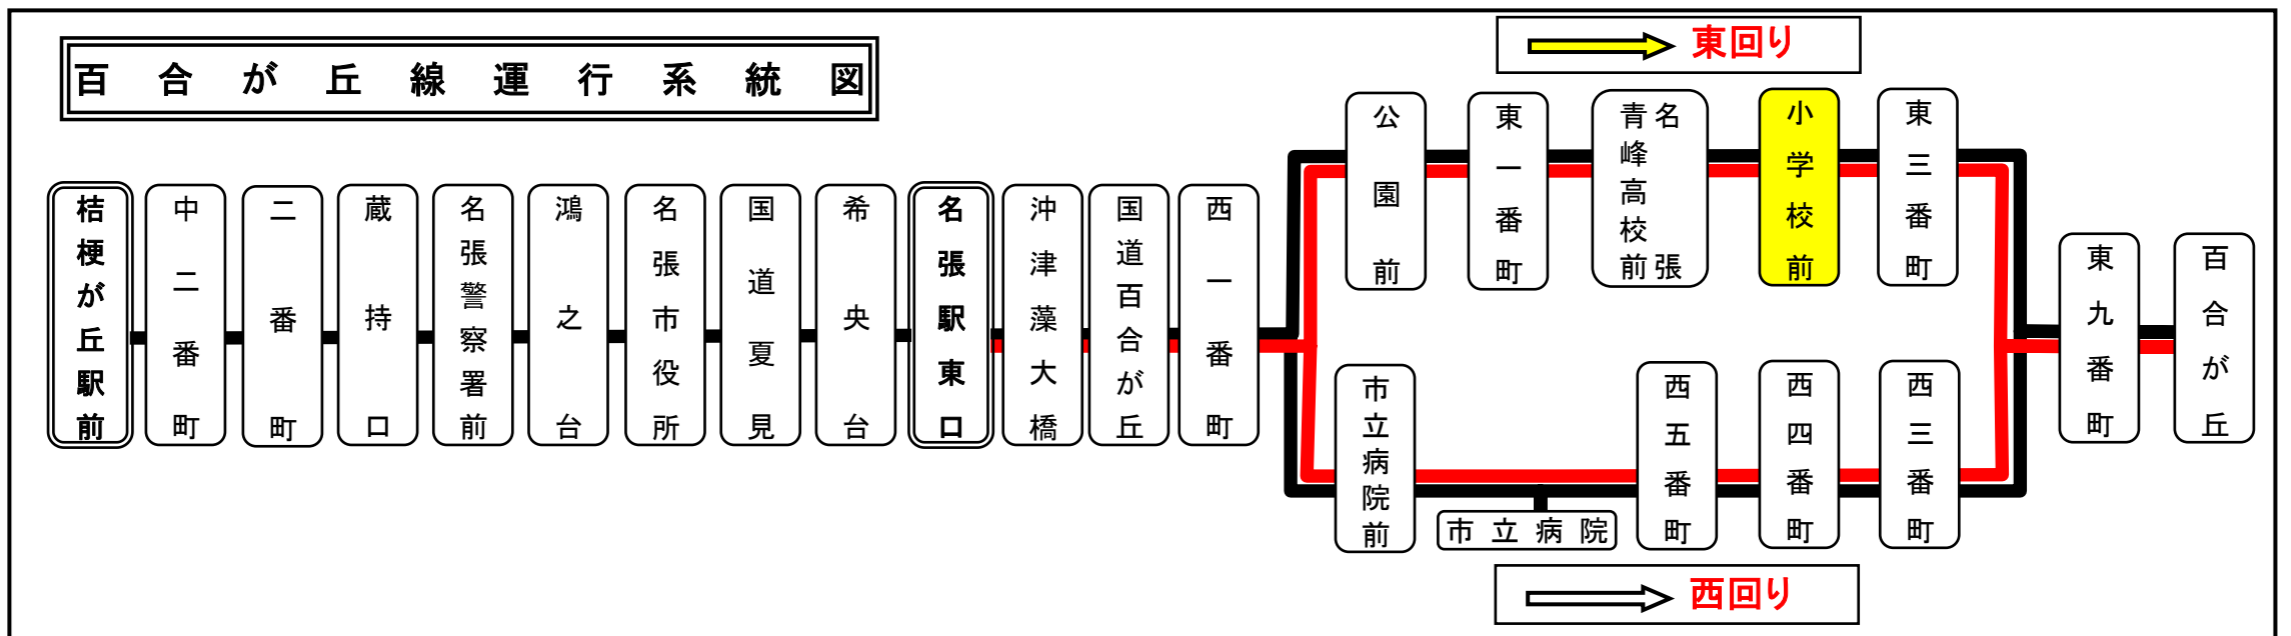 百合が丘線運行系統図
東回り
桔梗が丘駅前
中二番町
二番町
蔵持口
名張警察署前
鴻之台
名張市役所
国道夏見
希央台
名張駅東口
沖津藻大橋
国道百合が丘
西一番町
公園前
東一番町
名張
青峰高校前
小学校前
東三番町
市立病院前
市立病院
西五番町
西四番町
西三番町
東九番町
百合が丘
西回り